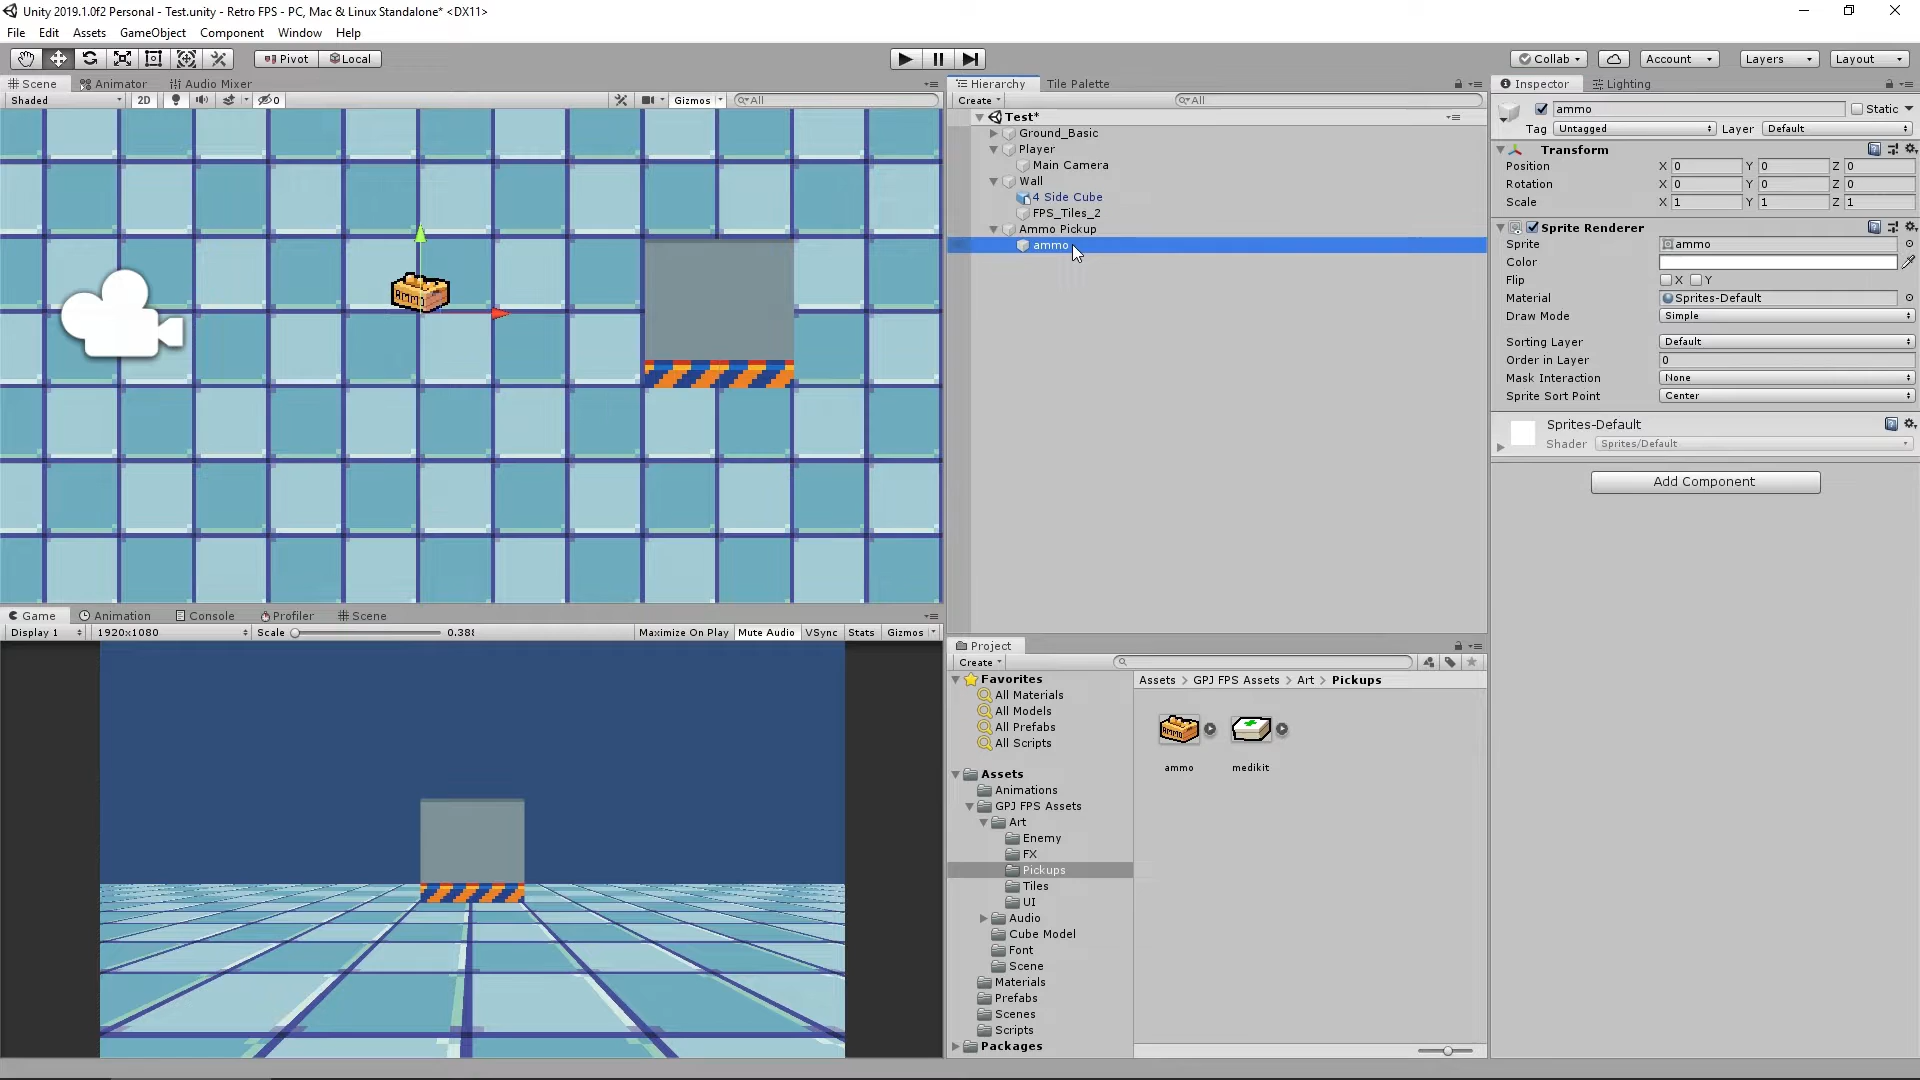 Unity 2019.1.0f2 Personal - Test.unity - Retro FPS - PC, Mac & Linux Standalone* <DX11>
File Edit Assets GameObject Component Window Help
Pivot Local Collab Account Layers Layout
Scene Animator Audio Mixer
Shaded 2D 0 Gizmos All
AMMO
Hierarchy Tile Palette
Create All
Test*
Ground_Basic
Player
Main Camera
Wall
4 Side Cube
FPS_Tiles_2
Ammo Pickup
ammo
Inspector Lighting
ammo Static
Tag Untagged Layer Default
Transform
Position X 0 Y 0 Z 0
Rotation X 0 Y 0 Z 0
Scale X 1 Y 1 Z 1
Sprite Renderer
Sprite ammo
Color
Flip X Y
Material Sprites-Default
Draw Mode Simple
Sorting Layer Default
Order in Layer 0
Mask Interaction None
Sprite Sort Point Center
Sprites-Default
Shader Sprites/Default
Add Component
Game Animation Console Profiler Scene
Display 1 1920x1080 Scale Maximize On Play Mute Audio VSync Stats Gizmos
Project
Create
Favorites
All Materials
All Models
All Prefabs
All Scripts
Assets
Animations
GPJ FPS Assets
Art
Enemy
FX
Pickups
Tiles
UI
Audio
Cube Model
Font
Scene
Materials
Prefabs
Scenes
Scripts
Packages
Assets > GPJ FPS Assets > Art > Pickups
AMMO
ammo medikit